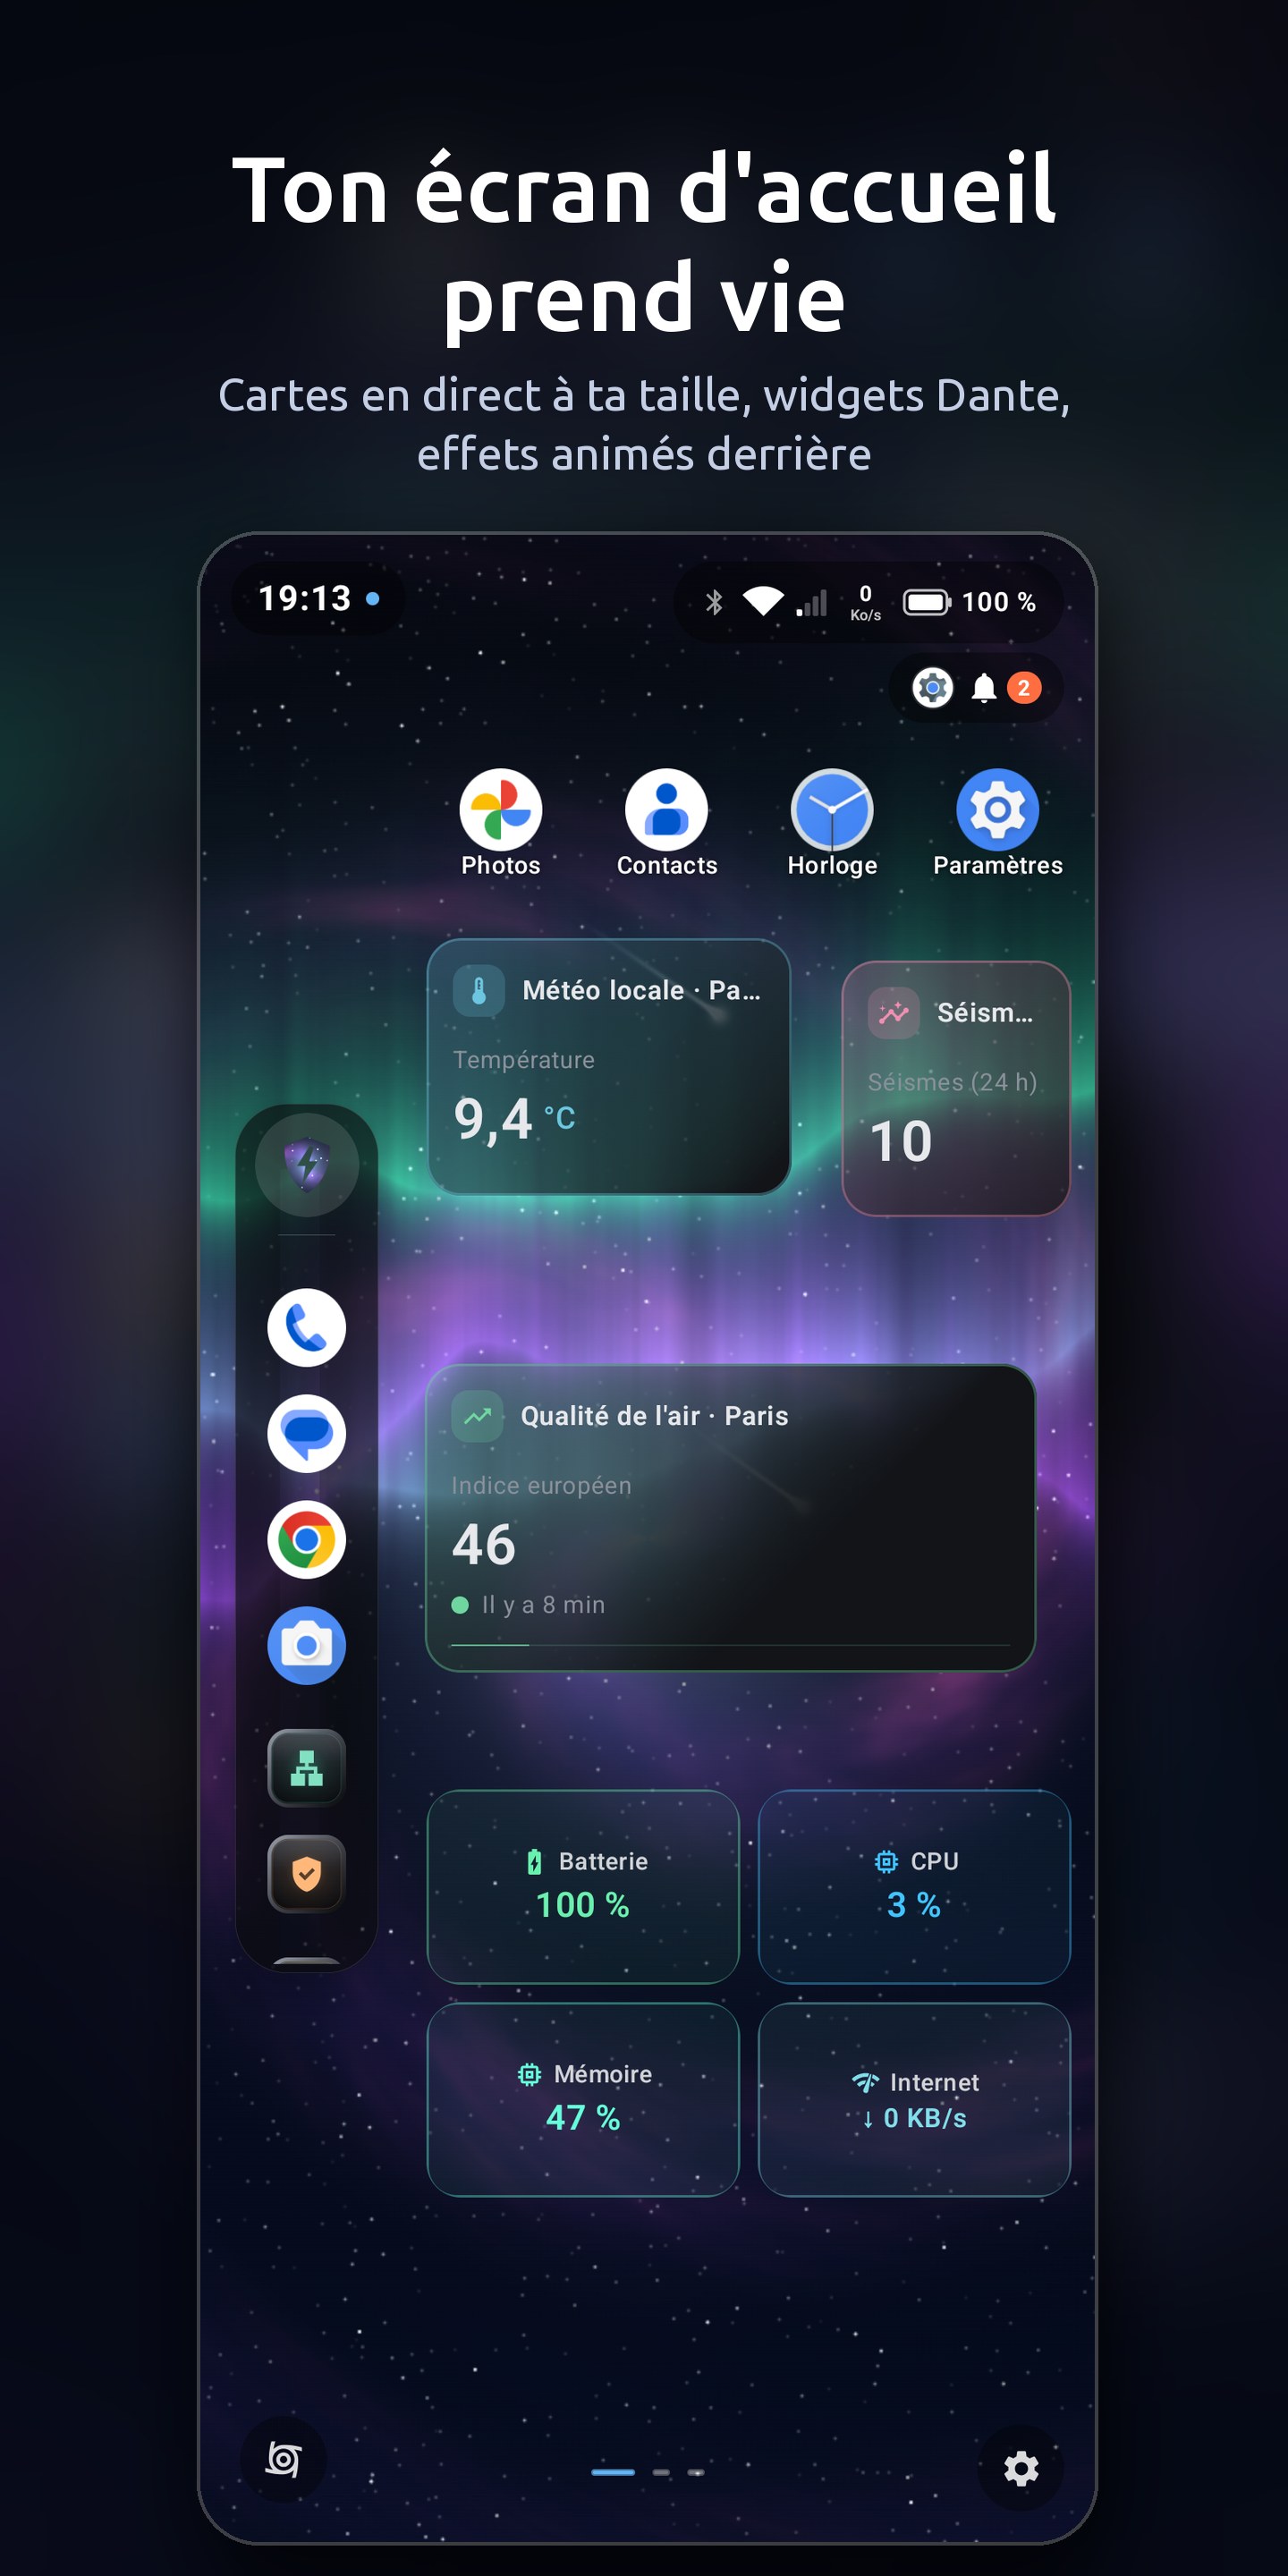 Ton écran d'accueil
prend vie
Cartes en direct à ta taille, widgets Dante,
effets animés derrière
19:13
0
Ko/s
100 %
2
Photos
Contacts
Horloge
Paramètres
Météo locale · Pa...
Température
9,4 °C
Séism...
Séismes (24 h)
10
Qualité de l'air · Paris
Indice européen
46
Il y a 8 min
Batterie
100 %
CPU
3 %
Mémoire
47 %
Internet
↓ 0 KB/s